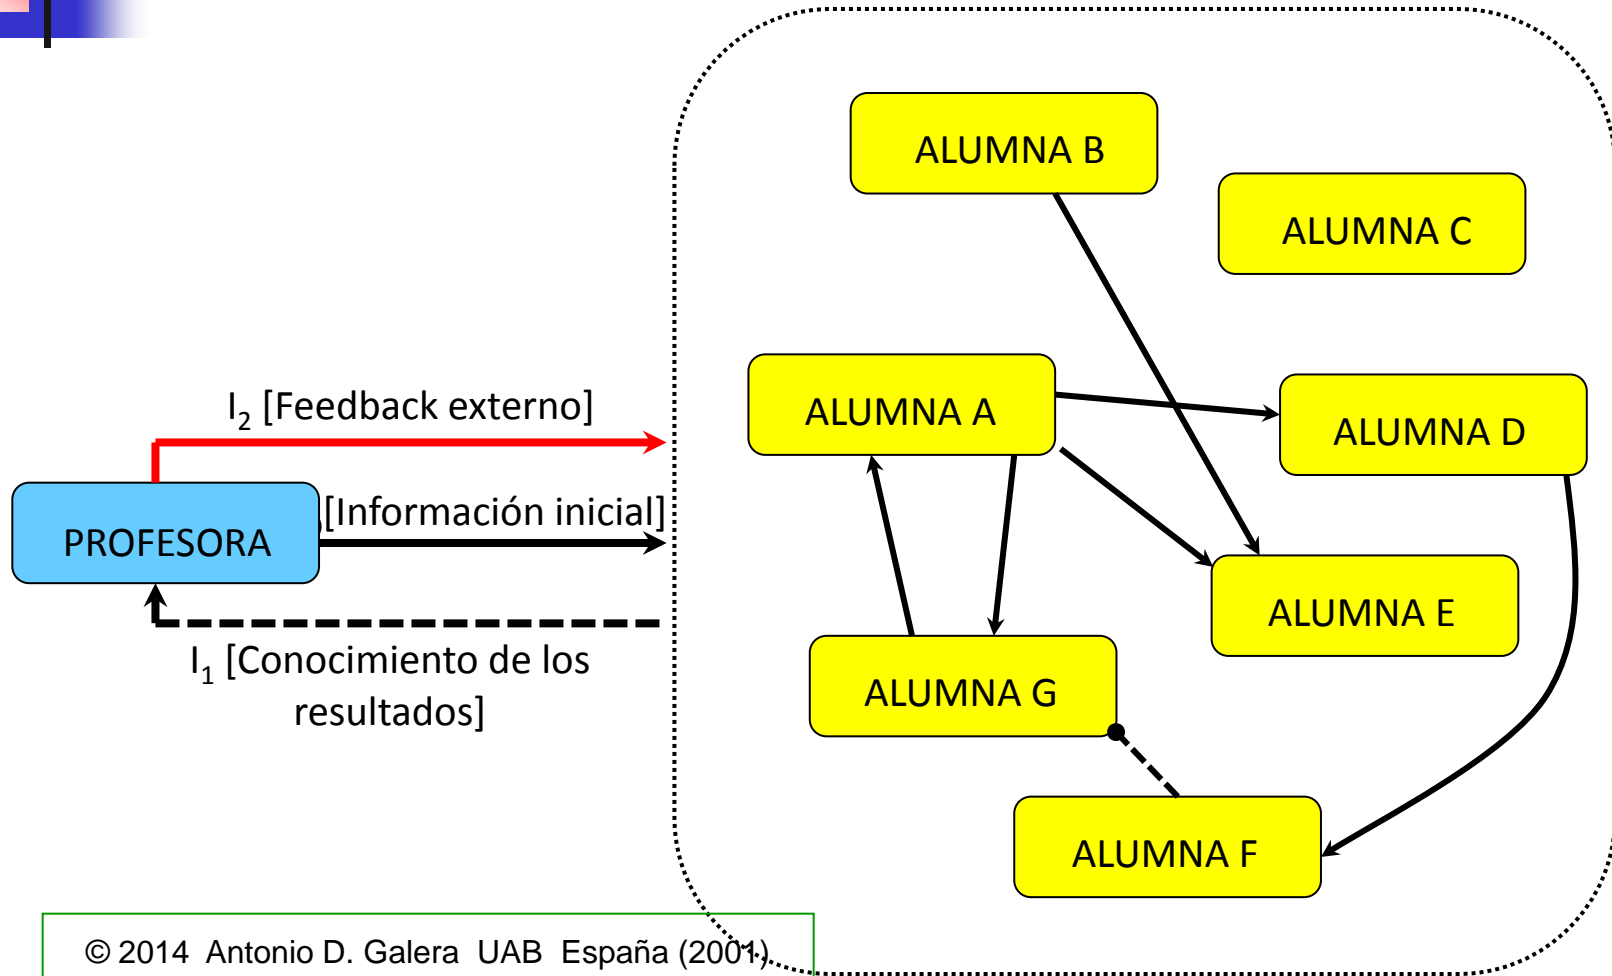 ALUMNA B
ALUMNA C
I₂ [Feedback externo]
ALUMNA A
ALUMNA D
[Información inicial]
PROFESORA
ALUMNA E
I₁ [Conocimiento de los
resultados]
ALUMNA G
ALUMNA F
© 2014 Antonio D. Galera UAB España (2001)